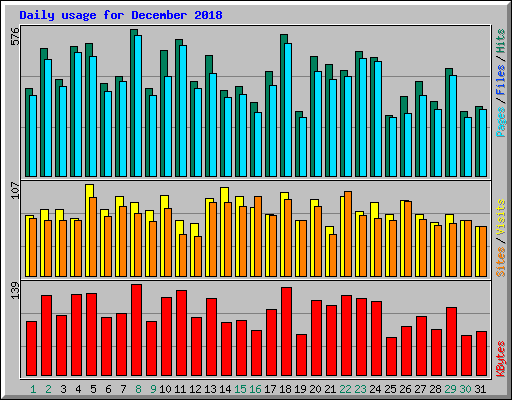 Daily usage for December 2018
576
Pages / Files / Hits
107
Sites / Visits
139
KBytes
1 2 3 4 5 6 7 8 9 10 11 12 13 14 15 16 17 18 19 20 21 22 23 24 25 26 27 28 29 30 31